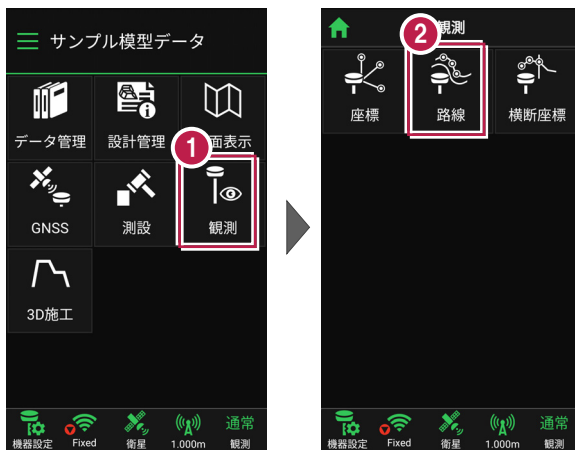 サンプル模型データ
データ管理
設計管理
面表示
1
GNSS
測設
観測
3D施工
機器設定
Fixed
衛星
1.000m
通常
観測
観測
2
座標
路線
横断座標
機器設定
Fixed
衛星
1.000m
通常
観測